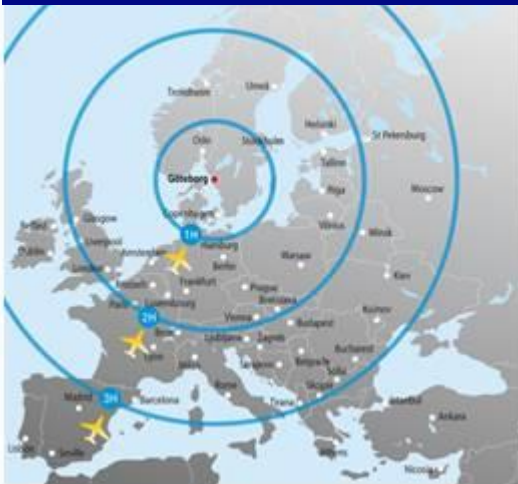 Trondheim
Umeå
Oslo
Stockholm
Helsinki
St Petersburg
Tallinn
Göteborg
Riga
Moscow
Copenhagen
Vilnius
Minsk
Glasgow
Dublin
Liverpool
1H
Hamburg
Amsterdam
Berlin
Warsaw
London
Kiev
Brussels
Frankfurt
Prague
Paris
Luxembourg
Bratislava
2H
Vienna
Budapest
Bern
Ljubljana
Zagreb
Lyon
Belgrade
Bucharest
Sarajevo
Sofia
Skopje
3H
Madrid
Barcelona
Rome
Tirana
Istanbul
Ankara
Lisbon
Seville
Athens
Nicosia